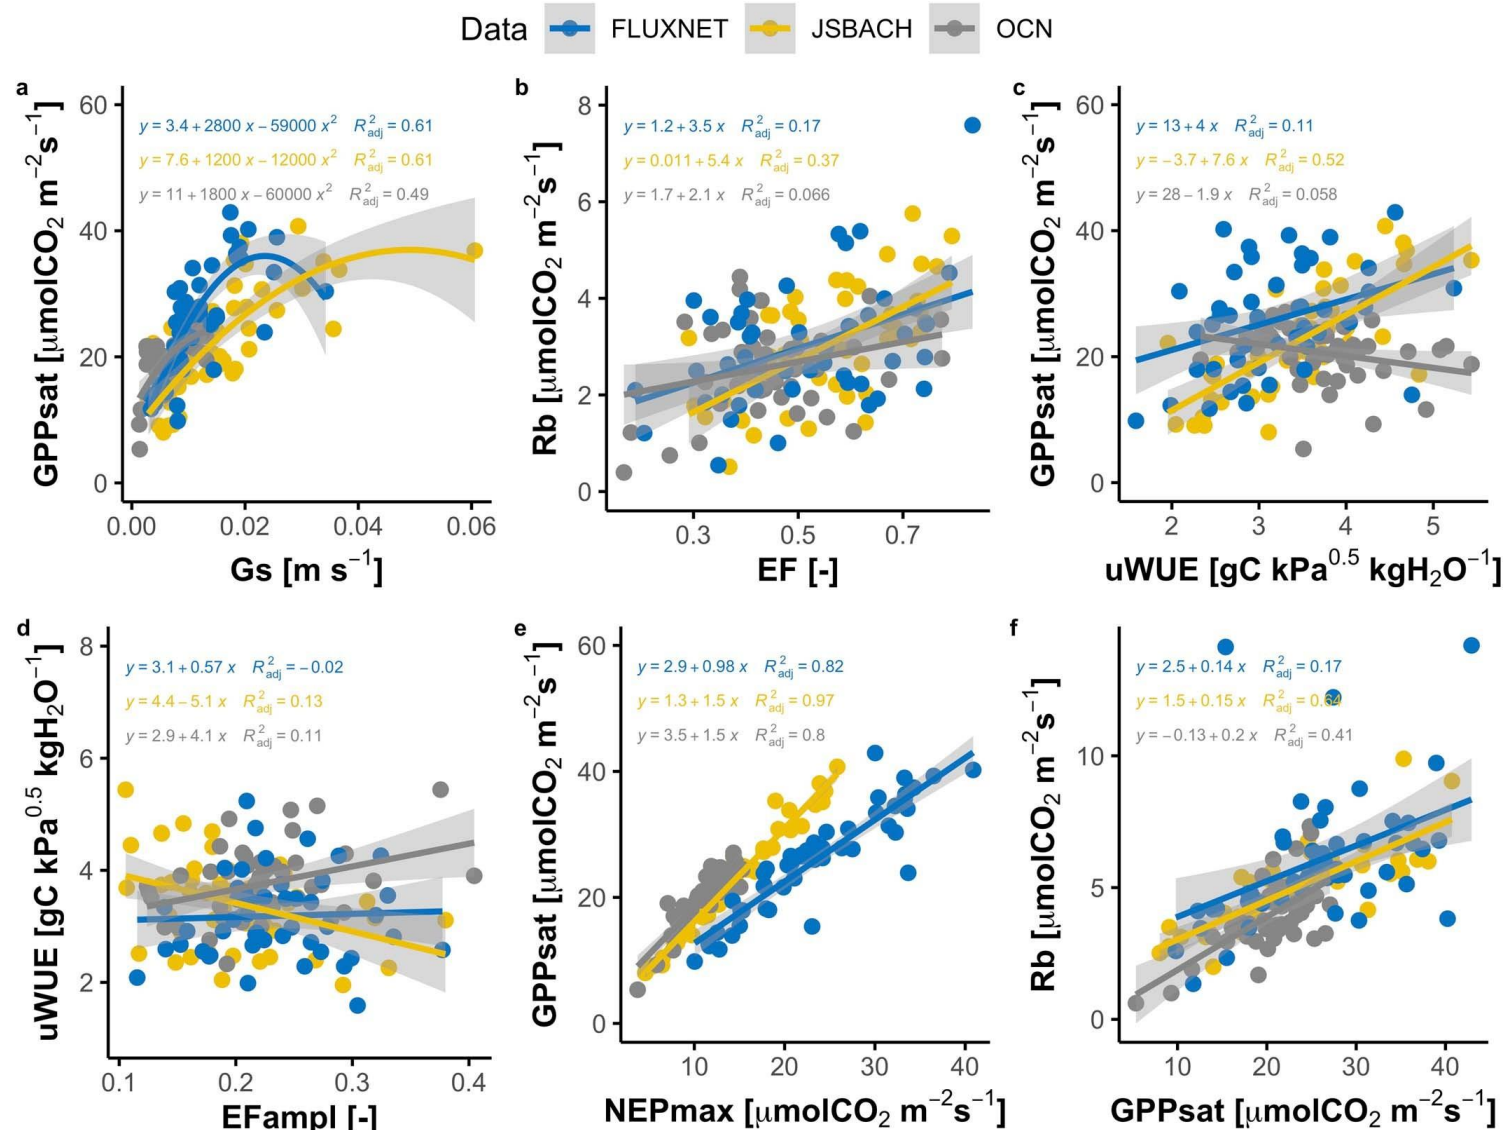 Data FLUXNET JSBACH OCN
a
GPPsat [μmolCO₂ m⁻²s⁻¹]
60
40
20
0
y = 3.4 + 2800 x − 59000 x² R²adj = 0.61
y = 7.6 + 1200 x − 12000 x² R²adj = 0.61
y = 11 + 1800 x − 60000 x² R²adj = 0.49
0.00 0.02 0.04 0.06
Gs [m s⁻¹]
b
Rb [μmolCO₂ m⁻²s⁻¹]
8
6
4
2
0
y = 1.2 + 3.5 x R²adj = 0.17
y = 0.011 + 5.4 x R²adj = 0.37
y = 1.7 + 2.1 x R²adj = 0.066
0.3 0.5 0.7
EF [-]
c
GPPsat [μmolCO₂ m⁻²s⁻¹]
60
40
20
0
y = 13 + 4 x R²adj = 0.11
y = −3.7 + 7.6 x R²adj = 0.52
y = 28 − 1.9 x R²adj = 0.058
2 3 4 5
uWUE [gC kPa⁰·⁵ kgH₂O⁻¹]
d
uWUE [gC kPa⁰·⁵ kgH₂O⁻¹]
8
6
4
2
y = 3.1 + 0.57 x R²adj = −0.02
y = 4.4 − 5.1 x R²adj = 0.13
y = 2.9 + 4.1 x R²adj = 0.11
0.1 0.2 0.3 0.4
EFampl [-]
e
GPPsat [μmolCO₂ m⁻²s⁻¹]
60
40
20
0
y = 2.9 + 0.98 x R²adj = 0.82
y = 1.3 + 1.5 x R²adj = 0.97
y = 3.5 + 1.5 x R²adj = 0.8
10 20 30 40
NEPmax [μmolCO₂ m⁻²s⁻¹]
f
Rb [μmolCO₂ m⁻²s⁻¹]
10
5
0
y = 2.5 + 0.14 x R²adj = 0.17
y = 1.5 + 0.15 x R²adj = 0.64
y = −0.13 + 0.2 x R²adj = 0.41
10 20 30 40
GPPsat [μmolCO₂ m⁻²s⁻¹]